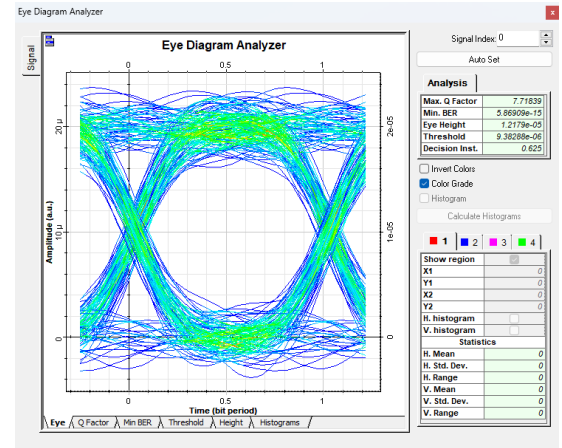 Eye Diagram Analyzer
x
Signal
Eye Diagram Analyzer
0 0.5 1
20 µ
10 µ
0
2e-05
1e-05
0
Amplitude (a.u.)
0 0.5 1
Time (bit period)
Eye
Q Factor
Min BER
Threshold
Height
Histograms
Signal Index: 0
Auto Set
Analysis
Max. Q Factor 7.71839
Min. BER 5.86909e-15
Eye Height 1.2179e-05
Threshold 9.38288e-06
Decision Inst. 0.625
Invert Colors
Color Grade
Histogram
Calculate Histograms
1 2 3 4
Show region
X1 0
Y1 0
X2 0
Y2 0
H. histogram
V. histogram
Statistics
H. Mean 0
H. Std. Dev. 0
H. Range 0
V. Mean 0
V. Std. Dev. 0
V. Range 0